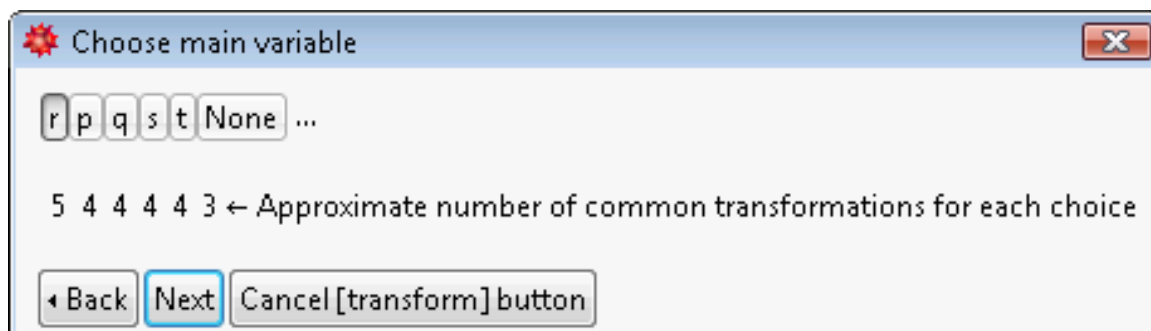 Choose main variable
r p q s t None ...
5 4 4 4 4 3 ← Approximate number of common transformations for each choice
◂ Back Next Cancel [transform] button